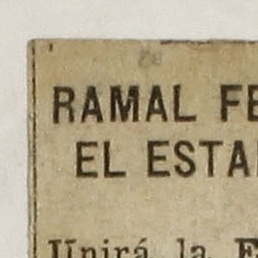 RAMAL FE
EL ESTA
Unirá la E